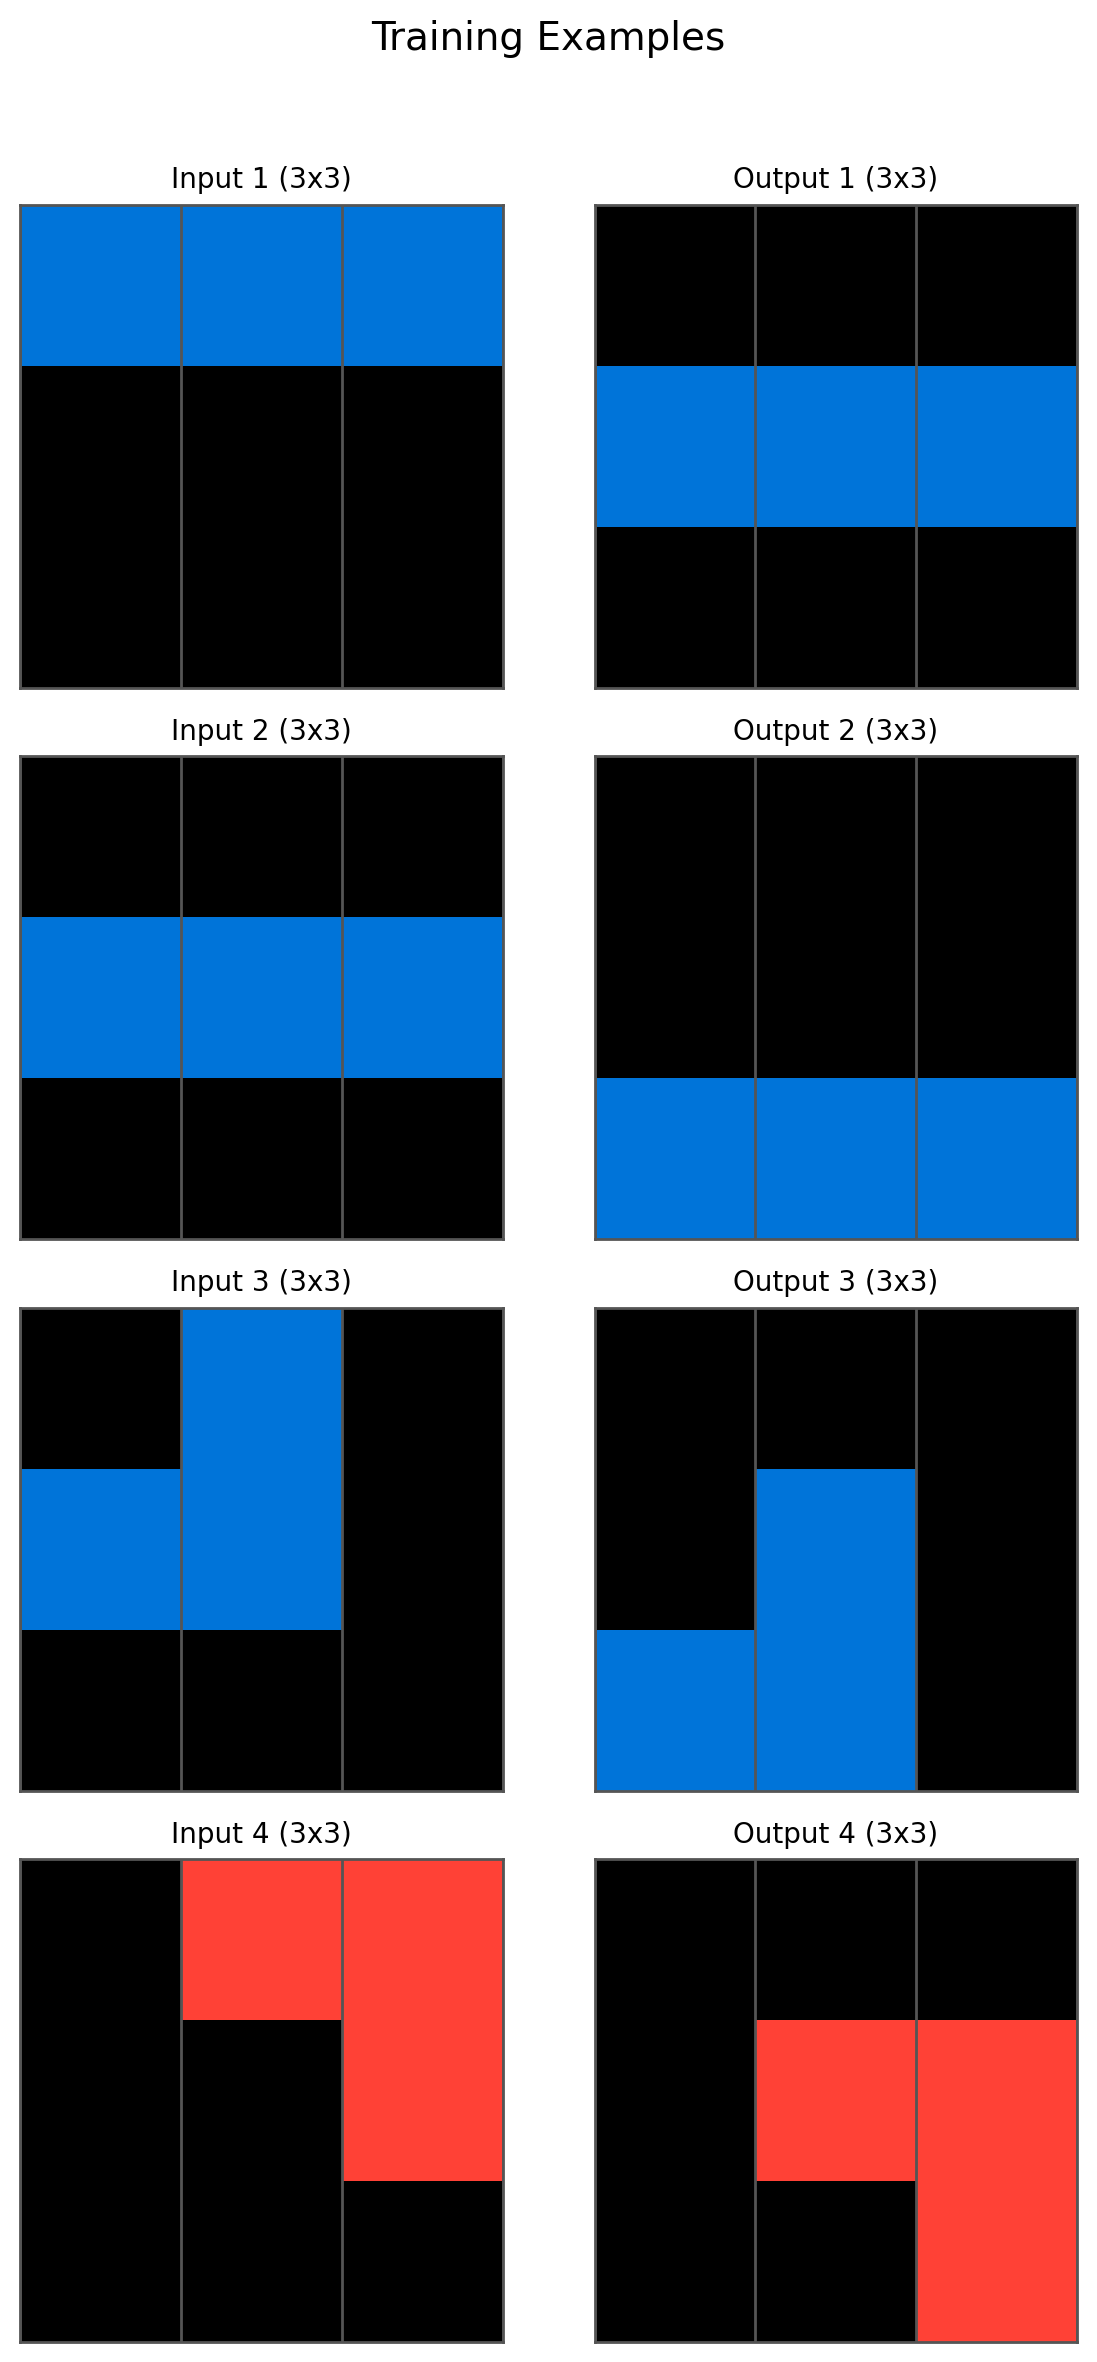 Training Examples
Input 1 (3x3)
Output 1 (3x3)
Input 2 (3x3)
Output 2 (3x3)
Input 3 (3x3)
Output 3 (3x3)
Input 4 (3x3)
Output 4 (3x3)